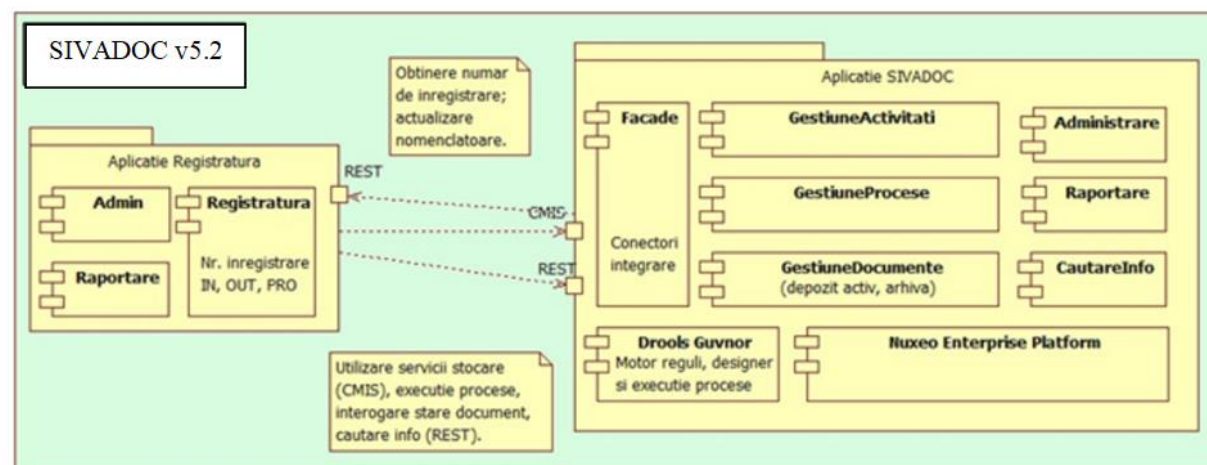 SIVADOC v5.2
Obtinere numar
de inregistrare;
actualizare
nomenclatoare.
Aplicatie Registratura
Admin
Registratura
Nr. inregistrare
IN, OUT, PRO
Raportare
REST
CMIS
REST
Utilizare servicii stocare
(CMIS), executie procese,
interogare stare document,
cautare info (REST).
Aplicatie SIVADOC
Facade
Conectori
integrare
GestiuneActivitati
Administrare
GestiuneProcese
Raportare
GestiuneDocumente
(depozit activ, arhiva)
CautareInfo
Drools Guvnor
Motor reguli, designer
si executie procese
Nuxeo Enterprise Platform